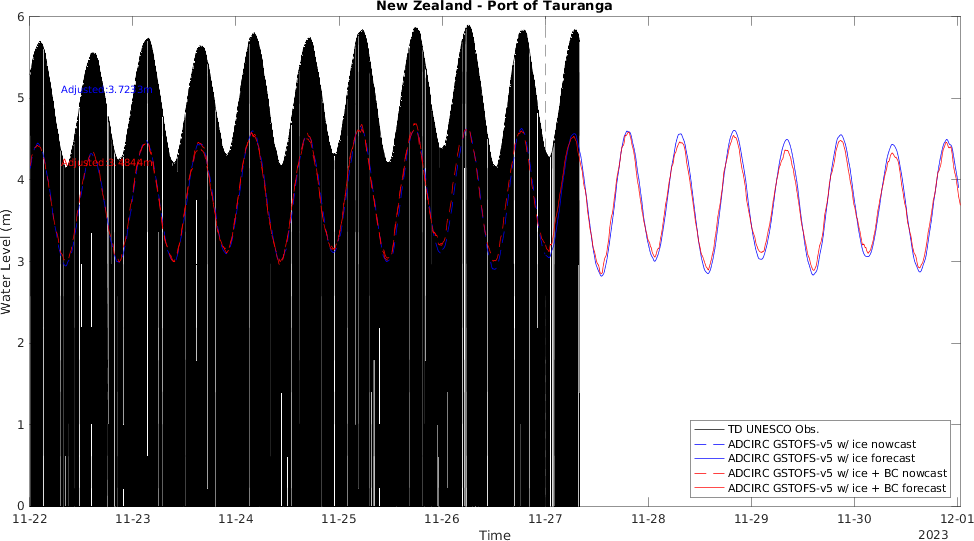 New Zealand - Port of Tauranga
6
5
4
3
2
1
0
Water Level (m)
Adjusted:3.7233m
11-22
11-23
11-24
11-25
11-26
11-27
11-28
11-29
11-30
12-01
Time
2023
TD UNESCO Obs.
ADCIRC GSTOFS-v5 w/ ice nowcast
ADCIRC GSTOFS-v5 w/ ice forecast
ADCIRC GSTOFS-v5 w/ ice + BC nowcast
ADCIRC GSTOFS-v5 w/ ice + BC forecast